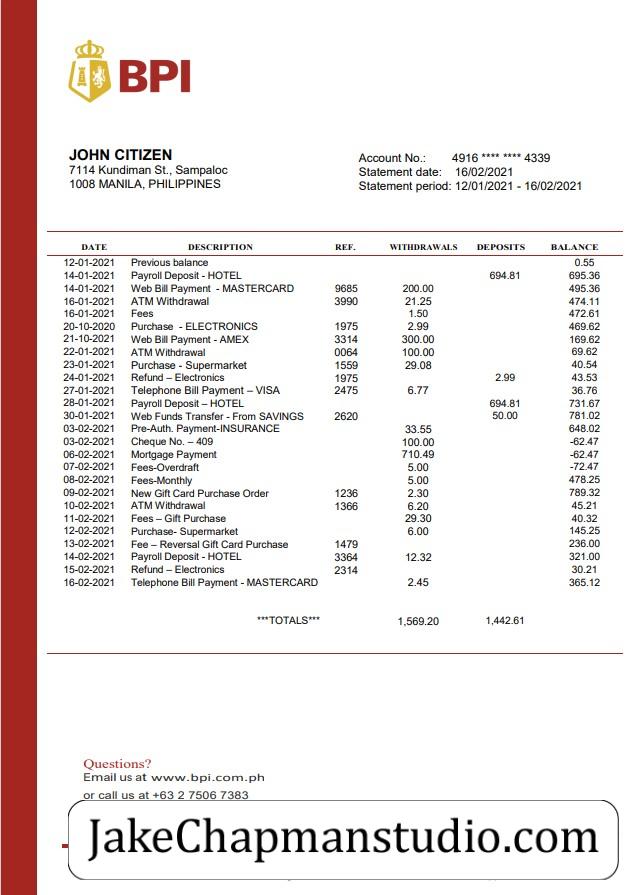 BPI
JOHN CITIZEN
7114 Kundiman St., Sampaloc
1008 MANILA, PHILIPPINES
Account No.: 4916 **** **** 4339
Statement date: 16/02/2021
Statement period: 12/01/2021 - 16/02/2021
DATE DESCRIPTION REF. WITHDRAWALS DEPOSITS BALANCE
12-01-2021 Previous balance 0.55
14-01-2021 Payroll Deposit - HOTEL 694.81 695.36
14-01-2021 Web Bill Payment - MASTERCARD 9685 200.00 495.36
16-01-2021 ATM Withdrawal 3990 21.25 474.11
16-01-2021 Fees 1.50 472.61
20-10-2020 Purchase - ELECTRONICS 1975 2.99 469.62
21-10-2021 Web Bill Payment - AMEX 3314 300.00 169.62
22-01-2021 ATM Withdrawal 0064 100.00 69.62
23-01-2021 Purchase - Supermarket 1559 29.08 40.54
24-01-2021 Refund – Electronics 1975 2.99 43.53
27-01-2021 Telephone Bill Payment – VISA 2475 6.77 36.76
28-01-2021 Payroll Deposit – HOTEL 694.81 731.67
30-01-2021 Web Funds Transfer - From SAVINGS 2620 50.00 781.02
03-02-2021 Pre-Auth. Payment-INSURANCE 33.55 648.02
03-02-2021 Cheque No. – 409 100.00 -62.47
06-02-2021 Mortgage Payment 710.49 -62.47
07-02-2021 Fees-Overdraft 5.00 -72.47
08-02-2021 Fees-Monthly 5.00 478.25
09-02-2021 New Gift Card Purchase Order 1236 2.30 789.32
10-02-2021 ATM Withdrawal 1366 6.20 45.21
11-02-2021 Fees – Gift Purchase 29.30 40.32
12-02-2021 Purchase- Supermarket 6.00 145.25
13-02-2021 Fee – Reversal Gift Card Purchase 1479 236.00
14-02-2021 Payroll Deposit - HOTEL 3364 12.32 321.00
15-02-2021 Refund – Electronics 2314 30.21
16-02-2021 Telephone Bill Payment - MASTERCARD 2.45 365.12
***TOTALS*** 1,569.20 1,442.61
Questions?
Email us at www.bpi.com.ph
or call us at +63 2 7506 7383
JakeChapmanstudio.com